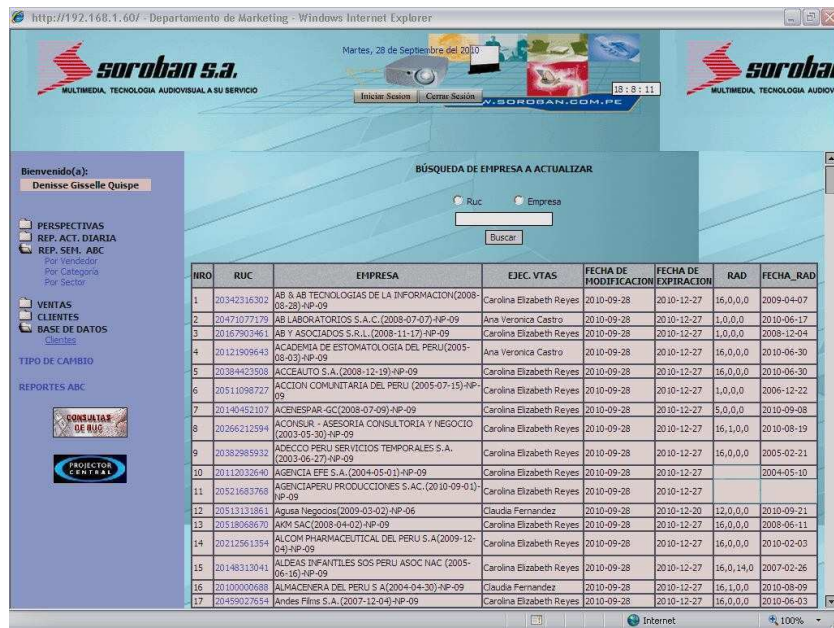 http://192.168.1.60/ - Departamento de Marketing - Windows Internet Explorer
soroban s.a.
MULTIMEDIA, TECNOLOGIA AUDIOVISUAL A SU SERVICIO
Martes, 28 de Septiembre del 2010
Iniciar Sesion Cerrar Sesión
18 : 8 : 11
W.SOROBAN.COM.PE
soroba
MULTIMEDIA, TECNOLOGIA AUDIOV
Bienvenido(a):
Denisse Gisselle Quispe
PERSPECTIVAS
REP. ACT. DIARIA
REP. SEM. ABC
Por Vendedor
Por Categoria
Por Sector
VENTAS
CLIENTES
BASE DE DATOS
Clientes
TIPO DE CAMBIO
REPORTES ABC
CONSULTAS
DE RUC
PROJECTOR
CENTRAL
BÚSQUEDA DE EMPRESA A ACTUALIZAR
Ruc Empresa
Buscar
NRO RUC EMPRESA EJEC. VTAS FECHA DE MODIFICACION FECHA DE EXPIRACION RAD FECHA_RAD
1 20342316302 AB & AB TECNOLOGIAS DE LA INFORMACION(2008-08-28)-NP-09 Carolina Elizabeth Reyes 2010-09-28 2010-12-27 16,0,0,0 2009-04-07
2 20471077179 AB LABORATORIOS S.A.C.(2008-07-07)-NP-09 Ana Veronica Castro 2010-09-28 2010-12-27 1,0,0,0 2010-06-17
3 20167903461 AB Y ASOCIADOS S.R.L.(2008-11-17)-NP-09 Carolina Elizabeth Reyes 2010-09-28 2010-12-27 1,0,0,0 2008-12-04
4 20121909643 ACADEMIA DE ESTOMATOLOGIA DEL PERU(2005-08-03)-NP-09 Ana Veronica Castro 2010-09-28 2010-12-27 16,0,0,0 2010-06-30
5 20384423508 ACCEAUTO S.A.(2008-12-19)-NP-09 Carolina Elizabeth Reyes 2010-09-28 2010-12-27 16,0,0,0 2010-06-30
6 20511098727 ACCION COMUNITARIA DEL PERU (2005-07-15)-NP-09 Carolina Elizabeth Reyes 2010-09-28 2010-12-27 1,0,0,0 2006-12-22
7 20140452107 ACENESPAR-GC(2008-07-09)-NP-09 Carolina Elizabeth Reyes 2010-09-28 2010-12-27 5,0,0,0 2010-09-08
8 20266212594 ACONSUR - ASESORIA CONSULTORIA Y NEGOCIO (2003-05-30)-NP-09 Carolina Elizabeth Reyes 2010-09-28 2010-12-27 16,1,0,0 2010-08-19
9 20382985932 ADECCO PERU SERVICIOS TEMPORALES S.A. (2003-06-27)-NP-09 Carolina Elizabeth Reyes 2010-09-28 2010-12-27 16,0,0,0 2005-02-21
10 20112032640 AGENCIA EFE S.A.(2004-05-01)-NP-09 Carolina Elizabeth Reyes 2010-09-28 2010-12-27 2004-05-10
11 20521683768 AGENCIAPERU PRODUCCIONES S.AC.(2010-09-01)-NP-09 Carolina Elizabeth Reyes 2010-09-28 2010-12-27
12 20513131861 Agusa Negocios(2009-03-02)-NP-06 Claudia Fernandez 2010-09-28 2010-12-20 12,0,0,0 2010-09-21
13 20518068670 AKM SAC(2008-04-02)-NP-09 Carolina Elizabeth Reyes 2010-09-28 2010-12-27 16,0,0,0 2008-06-11
14 20212561354 ALCOM PHARMACEUTICAL DEL PERU S.A(2009-12-04)-NP-09 Carolina Elizabeth Reyes 2010-09-28 2010-12-27 16,0,0,0 2010-02-03
15 20148313041 ALDEAS INFANTILES SOS PERU ASOC NAC (2005-06-16)-NP-09 Carolina Elizabeth Reyes 2010-09-28 2010-12-27 16,0,14,0 2007-02-26
16 20100000688 ALMACENERA DEL PERU S A(2004-04-30)-NP-09 Claudia Fernandez 2010-09-28 2010-12-27 16,1,0,0 2010-08-09
17 20459027654 Andes Films S.A.(2007-12-04)-NP-09 Carolina Elizabeth Reyes 2010-09-28 2010-12-27 16,0,0,0 2010-06-03
Internet 100%